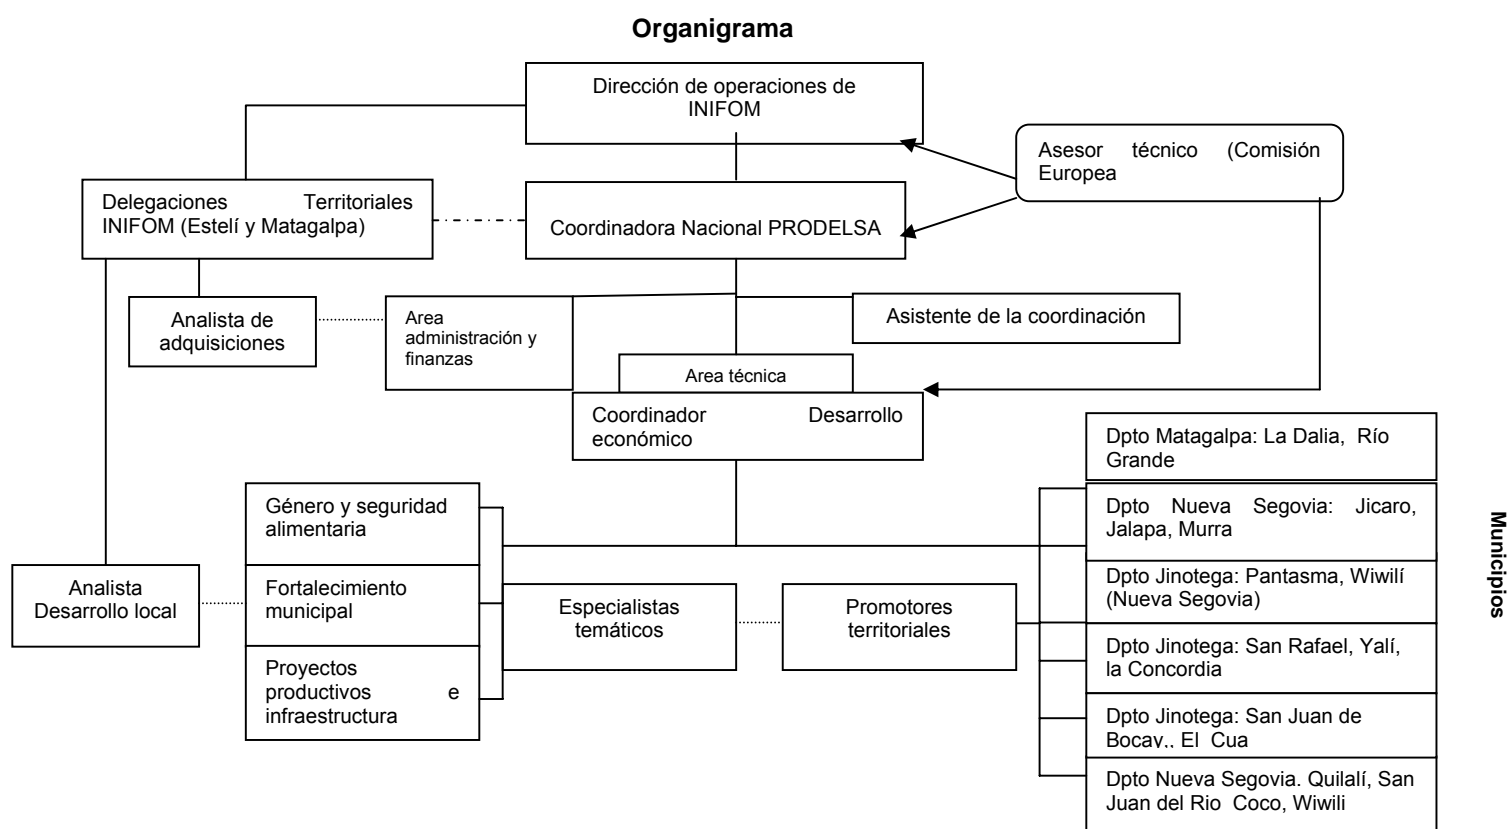 Organigrama
Dirección de operaciones de
INIFOM
Asesor técnico (Comisión
Europea
Delegaciones Territoriales
INIFOM (Estelí y Matagalpa)
Coordinadora Nacional PRODELSA
Analista de
adquisiciones
Area
administración y
finanzas
Asistente de la coordinación
Area técnica
Coordinador Desarrollo
económico
Dpto Matagalpa: La Dalia, Río
Grande
Género y seguridad
alimentaria
Dpto Nueva Segovia: Jicaro,
Jalapa, Murra
Municipios
Analista
Desarrollo local
Fortalecimiento
municipal
Especialistas
temáticos
Promotores
territoriales
Dpto Jinotega: Pantasma, Wiwilí
(Nueva Segovia)
Dpto Jinotega: San Rafael, Yalí,
la Concordia
Proyectos
productivos e
infraestructura
Dpto Jinotega: San Juan de
Bocay,. El Cua
Dpto Nueva Segovia. Quilalí, San
Juan del Rio Coco, Wiwili